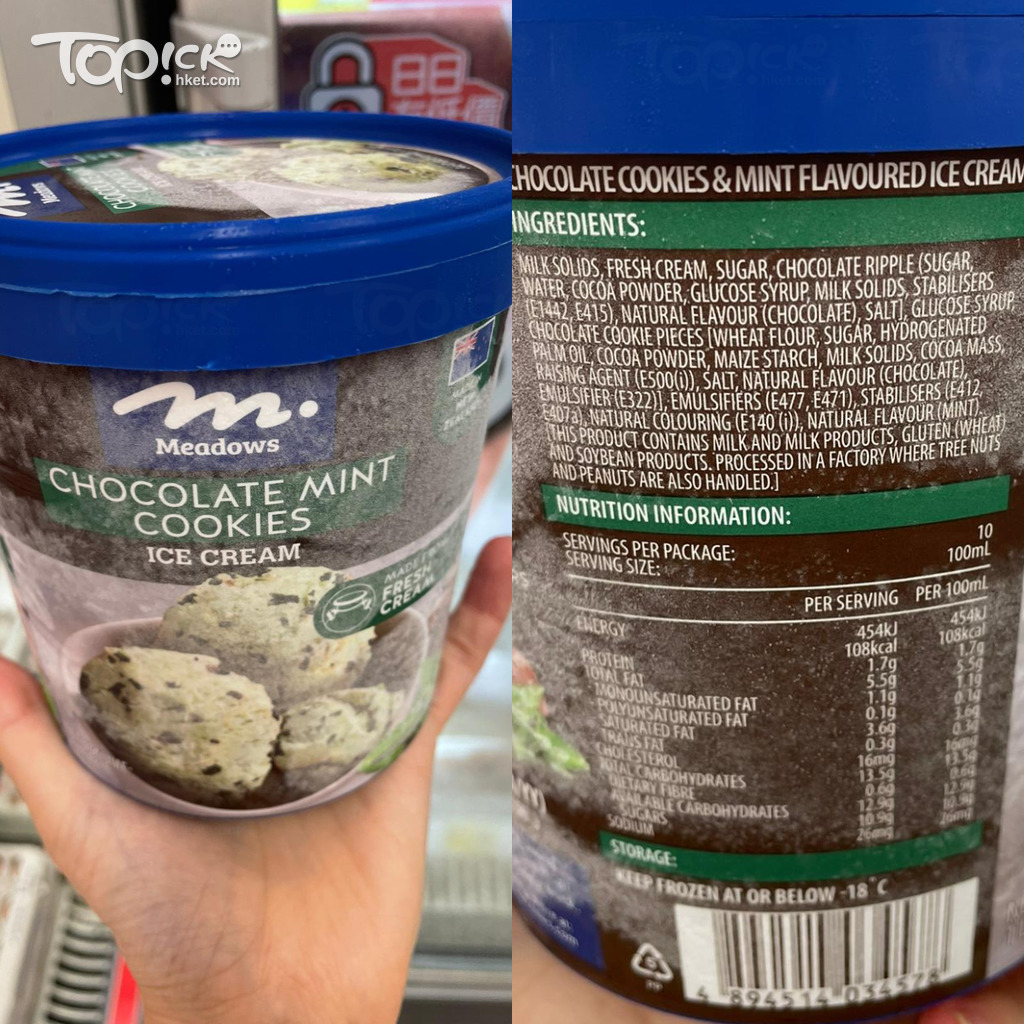 TOPick
hket.com
m.
Meadows
CHOCOLATE MINT
COOKIES
ICE CREAM
FRESH
CREAM
CHOCOLATE COOKIES & MINT FLAVOURED ICE CREAM
INGREDIENTS:
MILK SOLIDS, FRESH CREAM, SUGAR, CHOCOLATE RIPPLE (SUGAR,
WATER, COCOA POWDER, GLUCOSE SYRUP, MILK SOLIDS, STABILISERS
(E1442, E415), NATURAL FLAVOUR (CHOCOLATE), SALT], GLUCOSE SYRUP
CHOCOLATE COOKIE PIECES [WHEAT FLOUR, SUGAR, HYDROGENATED
PALM OIL, COCOA POWDER, MAIZE STARCH, MILK SOLIDS, COCOA MASS,
RAISING AGENT (E500(i)), SALT, NATURAL FLAVOUR (CHOCOLATE),
EMULSIFIER (E322)], EMULSIFIERS (E477, E471), STABILISERS (E412,
E407a), NATURAL COLOURING (E140 (i)), NATURAL FLAVOUR (MINT).
[THIS PRODUCT CONTAINS MILK AND MILK PRODUCTS, GLUTEN (WHEAT)
AND SOYBEAN PRODUCTS. PROCESSED IN A FACTORY WHERE TREE NUTS
AND PEANUTS ARE ALSO HANDLED.]
NUTRITION INFORMATION:
SERVINGS PER PACKAGE: 10
SERVING SIZE: 100mL
PER SERVING PER 100mL
ENERGY 454kJ 454kJ
108kcal 108kcal
PROTEIN 1.7g 1.7g
TOTAL FAT 5.5g 5.5g
MONOUNSATURATED FAT 1.1g 1.1g
POLYUNSATURATED FAT 0.1g 0.1g
SATURATED FAT 3.6g 3.6g
TRANS FAT 0.3g 0.3g
CHOLESTEROL 16mg 16mg
TOTAL CARBOHYDRATES 13.5g 13.5g
DIETARY FIBRE 0.6g 0.6g
AVAILABLE CARBOHYDRATES 12.9g 12.9g
SUGARS 10.9g 10.9g
SODIUM 26mg 26mg
STORAGE:
KEEP FROZEN AT OR BELOW -18°C
4 894514 034578